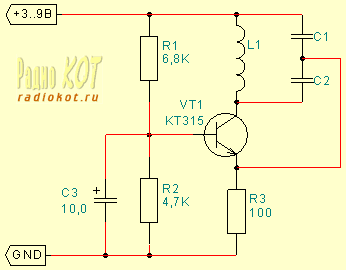 +3..9В
R1
6,8K
L1
C1
C2
Радио КОТ
radiokot.ru
VT1
KT315
C3
10,0
+
R2
4,7K
R3
100
GND